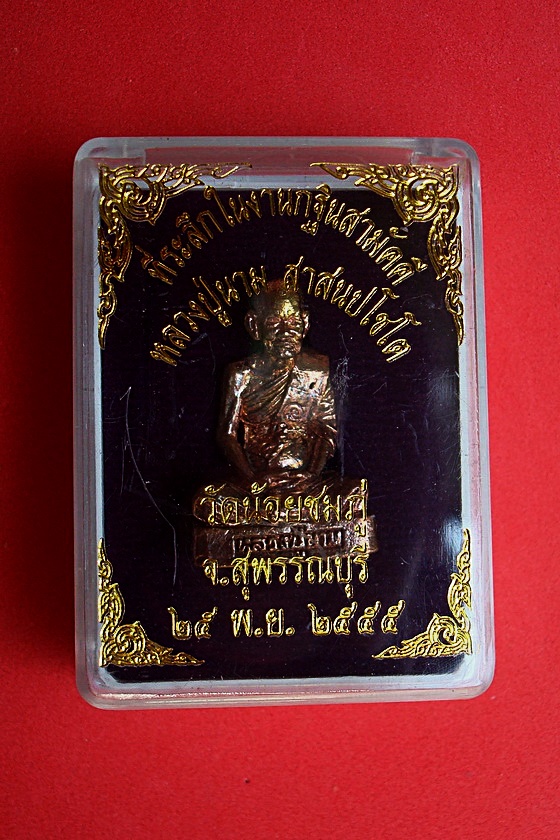 ที่ระลึกในงานกฐินสามัคคี
หลวงปู่นาม สาสนปโชโต
วัดน้อยชมภู่
หลวงปู่นาม
จ.สุพรรณบุรี
๒๕ พ.ย. ๒๕๕๕